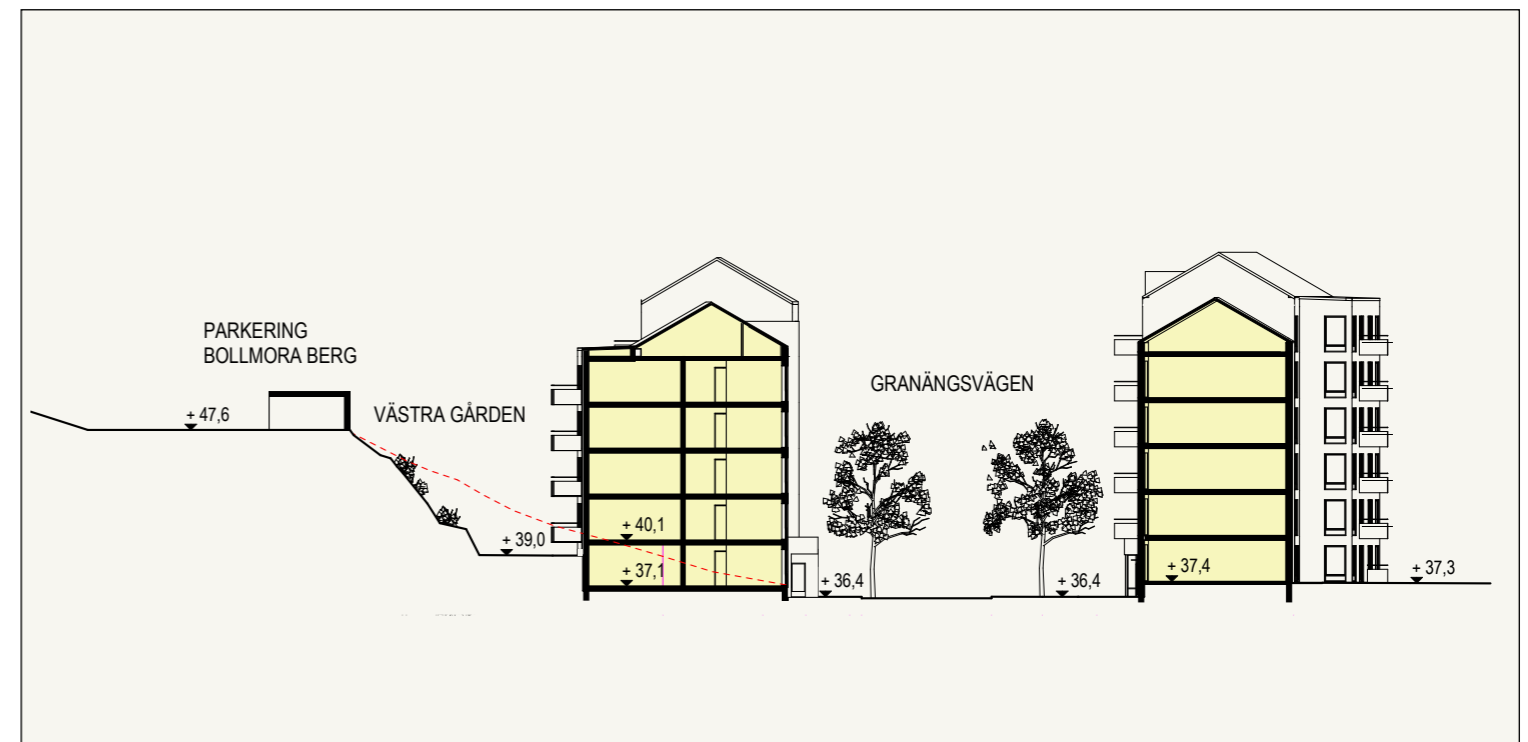 PARKERING
BOLLMORA BERG
VÄSTRA GÅRDEN
GRANÄNGSVÄGEN
+ 47,6
+ 39,0
+ 40,1
+ 37,1
+ 36,4
+ 36,4
+ 37,4
+ 37,3